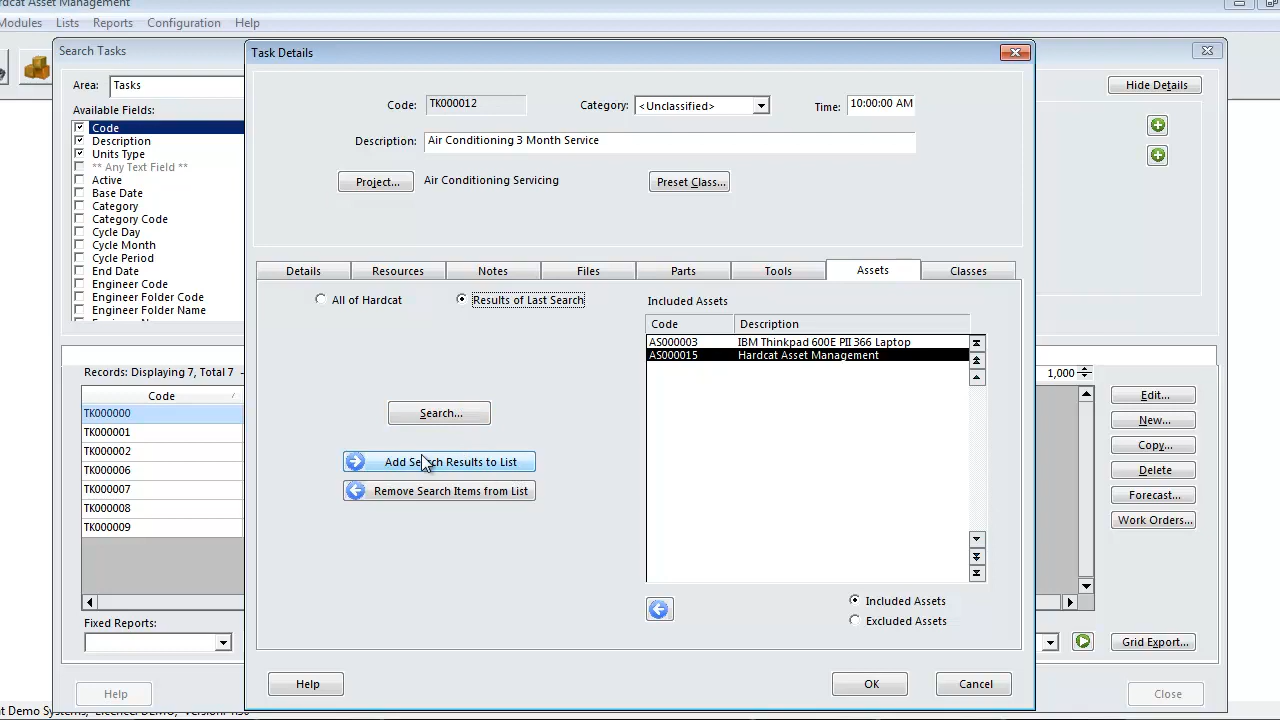 rdcat Asset Management
Modules Lists Reports Configuration Help
Search Tasks
Area: Tasks
Available Fields:
Code
Description
Units Type
** Any Text Field **
Active
Base Date
Category
Category Code
Cycle Day
Cycle Month
Cycle Period
End Date
Engineer Code
Engineer Folder Code
Engineer Folder Name
Hide Details
Task Details
Code: TK000012 Category: <Unclassified> Time: 10:00:00 AM
Description: Air Conditioning 3 Month Service
Project... Air Conditioning Servicing Preset Class...
Details Resources Notes Files Parts Tools Assets Classes
All of Hardcat Results of Last Search
Included Assets
Code Description
AS000003 IBM Thinkpad 600E PII 366 Laptop
AS000015 Hardcat Asset Management
Search...
Add Search Results to List
Remove Search Items from List
Included Assets
Excluded Assets
Help OK Cancel
Records: Displaying 7, Total 7
1,000
Code
TK000000
TK000001
TK000002
TK000006
TK000007
TK000008
TK000009
Edit...
New...
Copy...
Delete
Forecast...
Work Orders...
Fixed Reports:
Grid Export...
Help Close